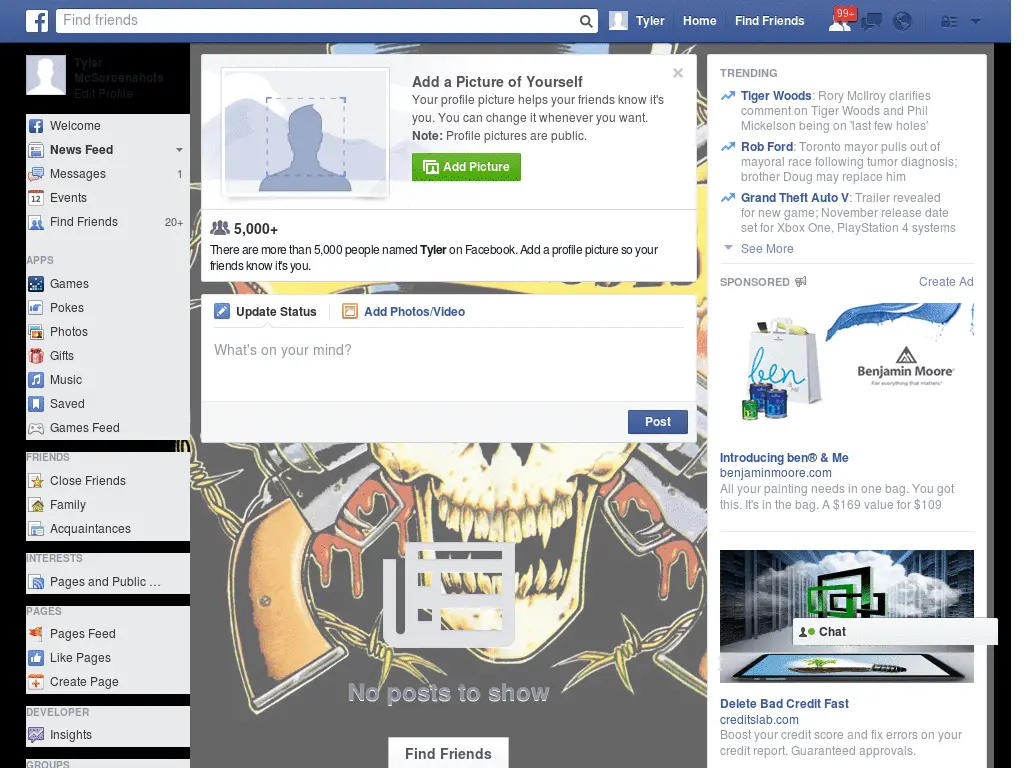 Find friends
Tyler
Home
Find Friends
99+
Tyler
McScreenshots
Edit Profile
Welcome
News Feed
Messages 1
12 Events
Find Friends 20+
APPS
Games
Pokes
Photos
Gifts
Music
Saved
Games Feed
FRIENDS
Close Friends
Family
Acquaintances
INTERESTS
Pages and Public ...
PAGES
Pages Feed
Like Pages
Create Page
DEVELOPER
Insights
GROUPS
Add a Picture of Yourself
Your profile picture helps your friends know it's
you. You can change it whenever you want.
Note: Profile pictures are public.
Add Picture
5,000+
There are more than 5,000 people named Tyler on Facebook. Add a profile picture so your
friends know it's you.
Update Status
Add Photos/Video
What's on your mind?
Post
No posts to show
Find Friends
TRENDING
Tiger Woods: Rory McIlroy clarifies
comment on Tiger Woods and Phil
Mickelson being on 'last few holes'
Rob Ford: Toronto mayor pulls out of
mayoral race following tumor diagnosis;
brother Doug may replace him
Grand Theft Auto V: Trailer revealed
for new game; November release date
set for Xbox One, PlayStation 4 systems
See More
SPONSORED
Create Ad
ben
Benjamin Moore
For everything that matters
Introducing ben® & Me
benjaminmoore.com
All your painting needs in one bag. You got
this. It's in the bag. A $169 value for $109
Chat
Delete Bad Credit Fast
creditslab.com
Boost your credit score and fix errors on your
credit report. Guaranteed approvals.